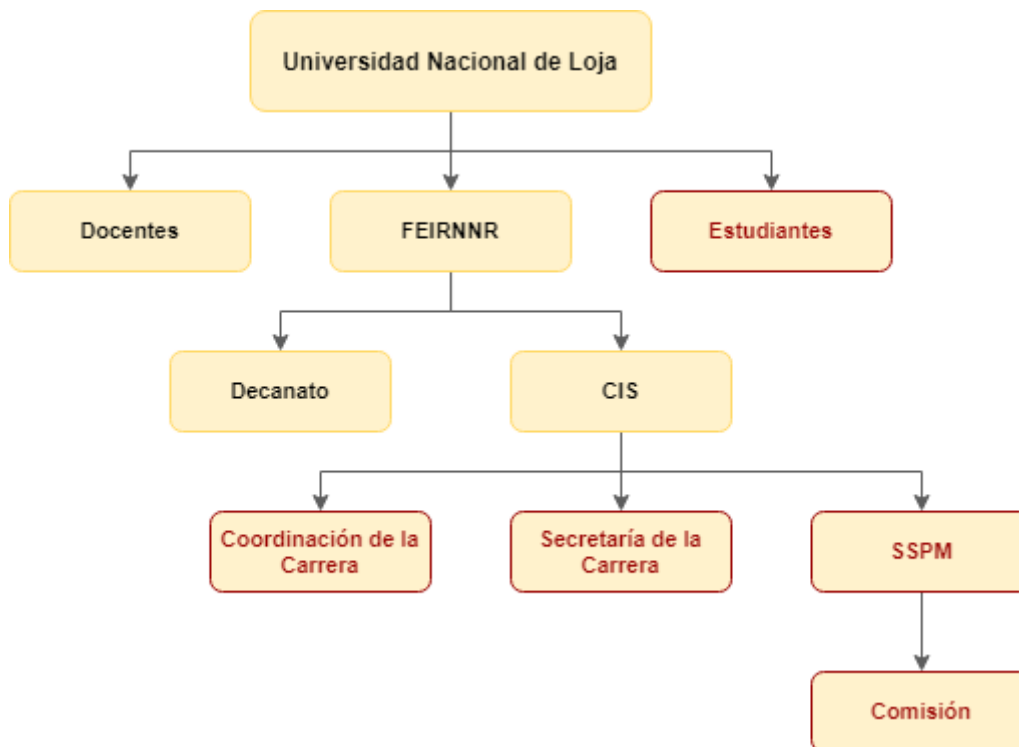 Universidad Nacional de Loja
Docentes
FEIRNNR
Estudiantes
Decanato
CIS
Coordinación de la
Carrera
Secretaría de la
Carrera
SSPM
Comisión